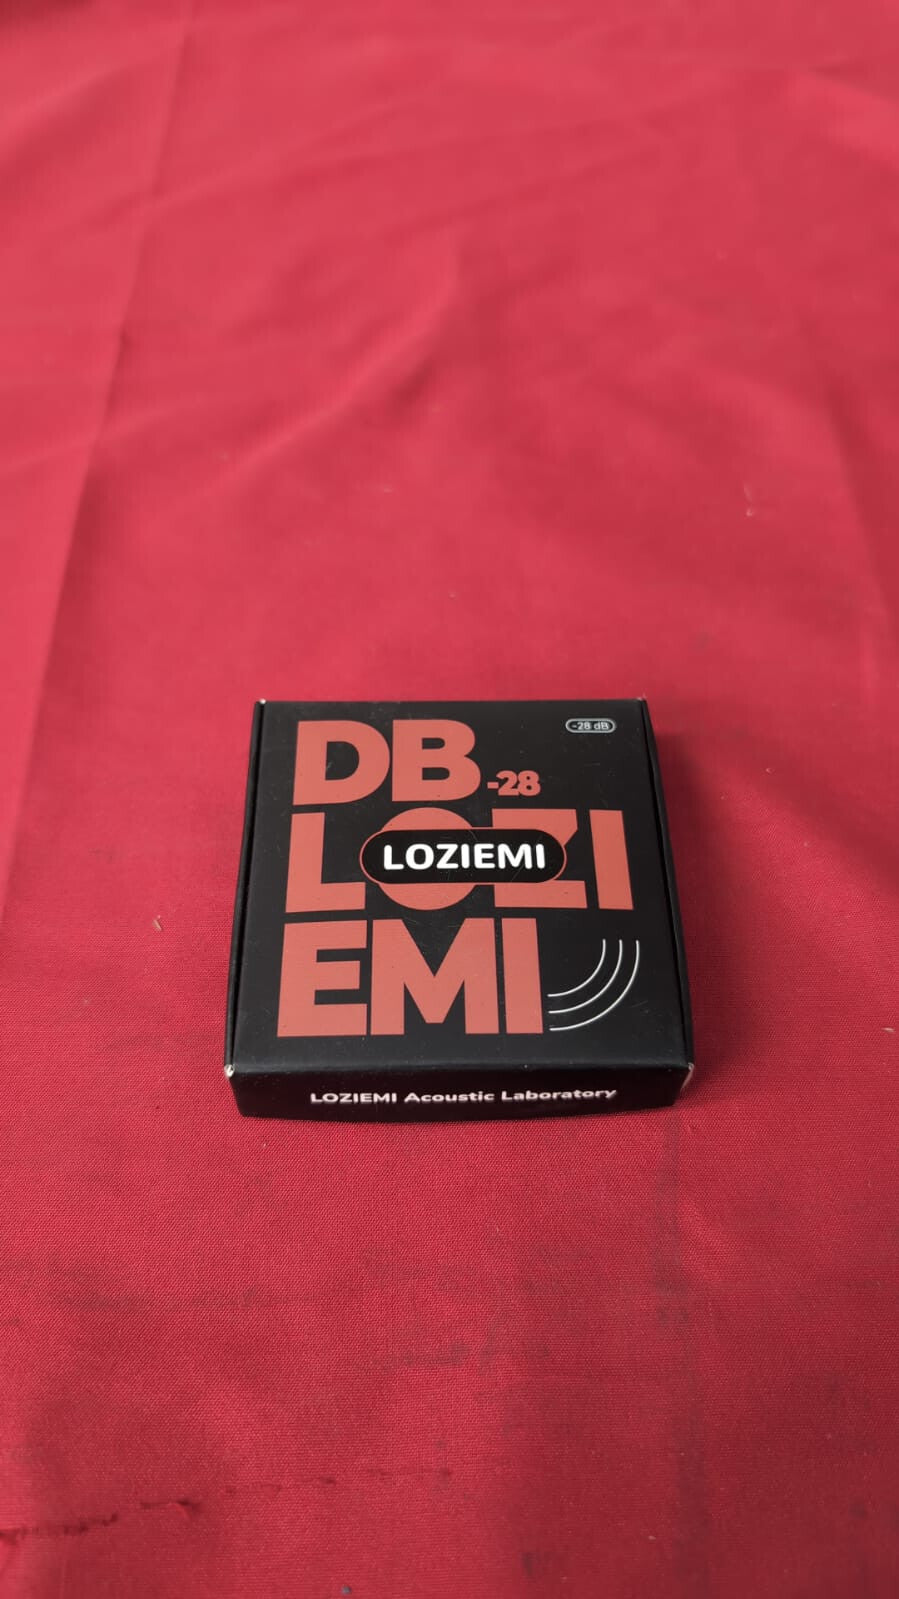 DB -28
-28 dB
LOZI
LOZIEMI
EMI
LOZIEMI Acoustic Laboratory